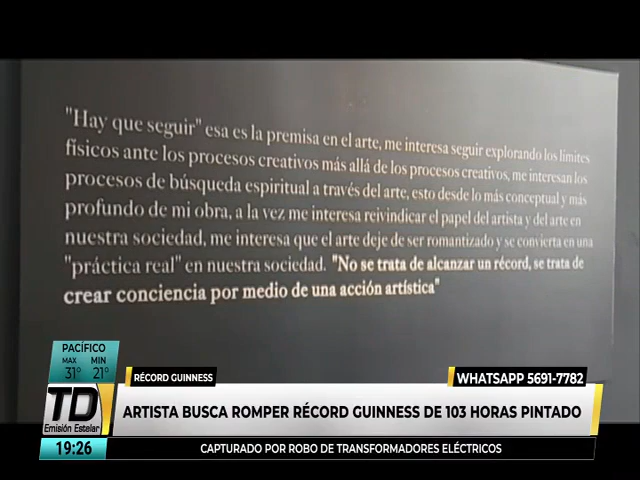 "Hay que seguir" esa es la premisa en el arte, me interesa seguir explorando los límites
físicos ante los procesos creativos más allá de los procesos creativos, me interesan los
procesos de búsqueda espiritual a través del arte, esto desde lo más conceptual y más
profundo de mi obra, a la vez me interesa reivindicar el papel del artista y del arte en
nuestra sociedad, me interesa que el arte deje de ser romantizado y se convierta en una
"práctica real" en nuestra sociedad. "No se trata de alcanzar un récord, se trata de
crear conciencia por medio de una acción artística"
PACÍFICO
MAX MIN
31° 21°
RÉCORD GUINNESS
WHATSAPP 5691-7782
TD
Emisión Estelar
ARTISTA BUSCA ROMPER RÉCORD GUINNESS DE 103 HORAS PINTADO
19:26
CAPTURADO POR ROBO DE TRANSFORMADORES ELÉCTRICOS